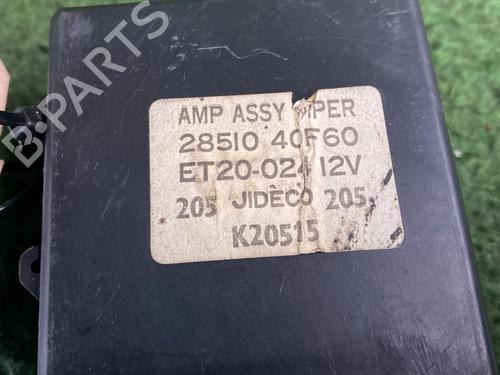 B-PARTS
AMP ASSY WIPER
28510 40F60
ET20-024 12V
205 JIDECO 205
K20515